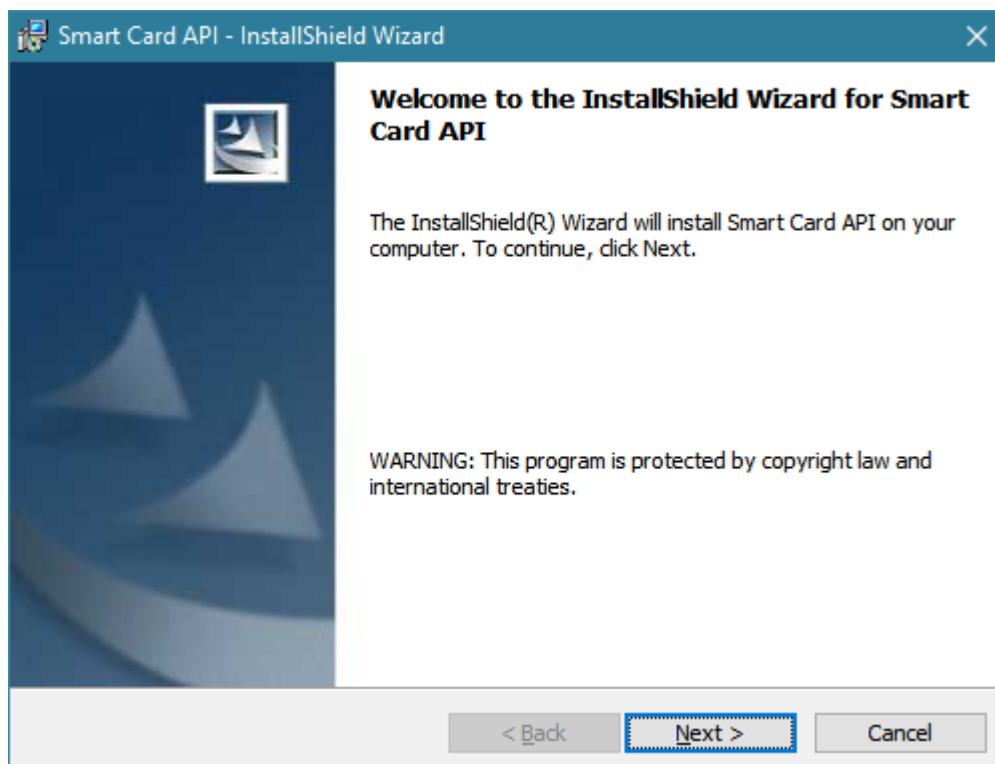 Smart Card API - InstallShield Wizard
Welcome to the InstallShield Wizard for Smart
Card API
The InstallShield(R) Wizard will install Smart Card API on your
computer. To continue, click Next.
WARNING: This program is protected by copyright law and
international treaties.
< Back Next > Cancel